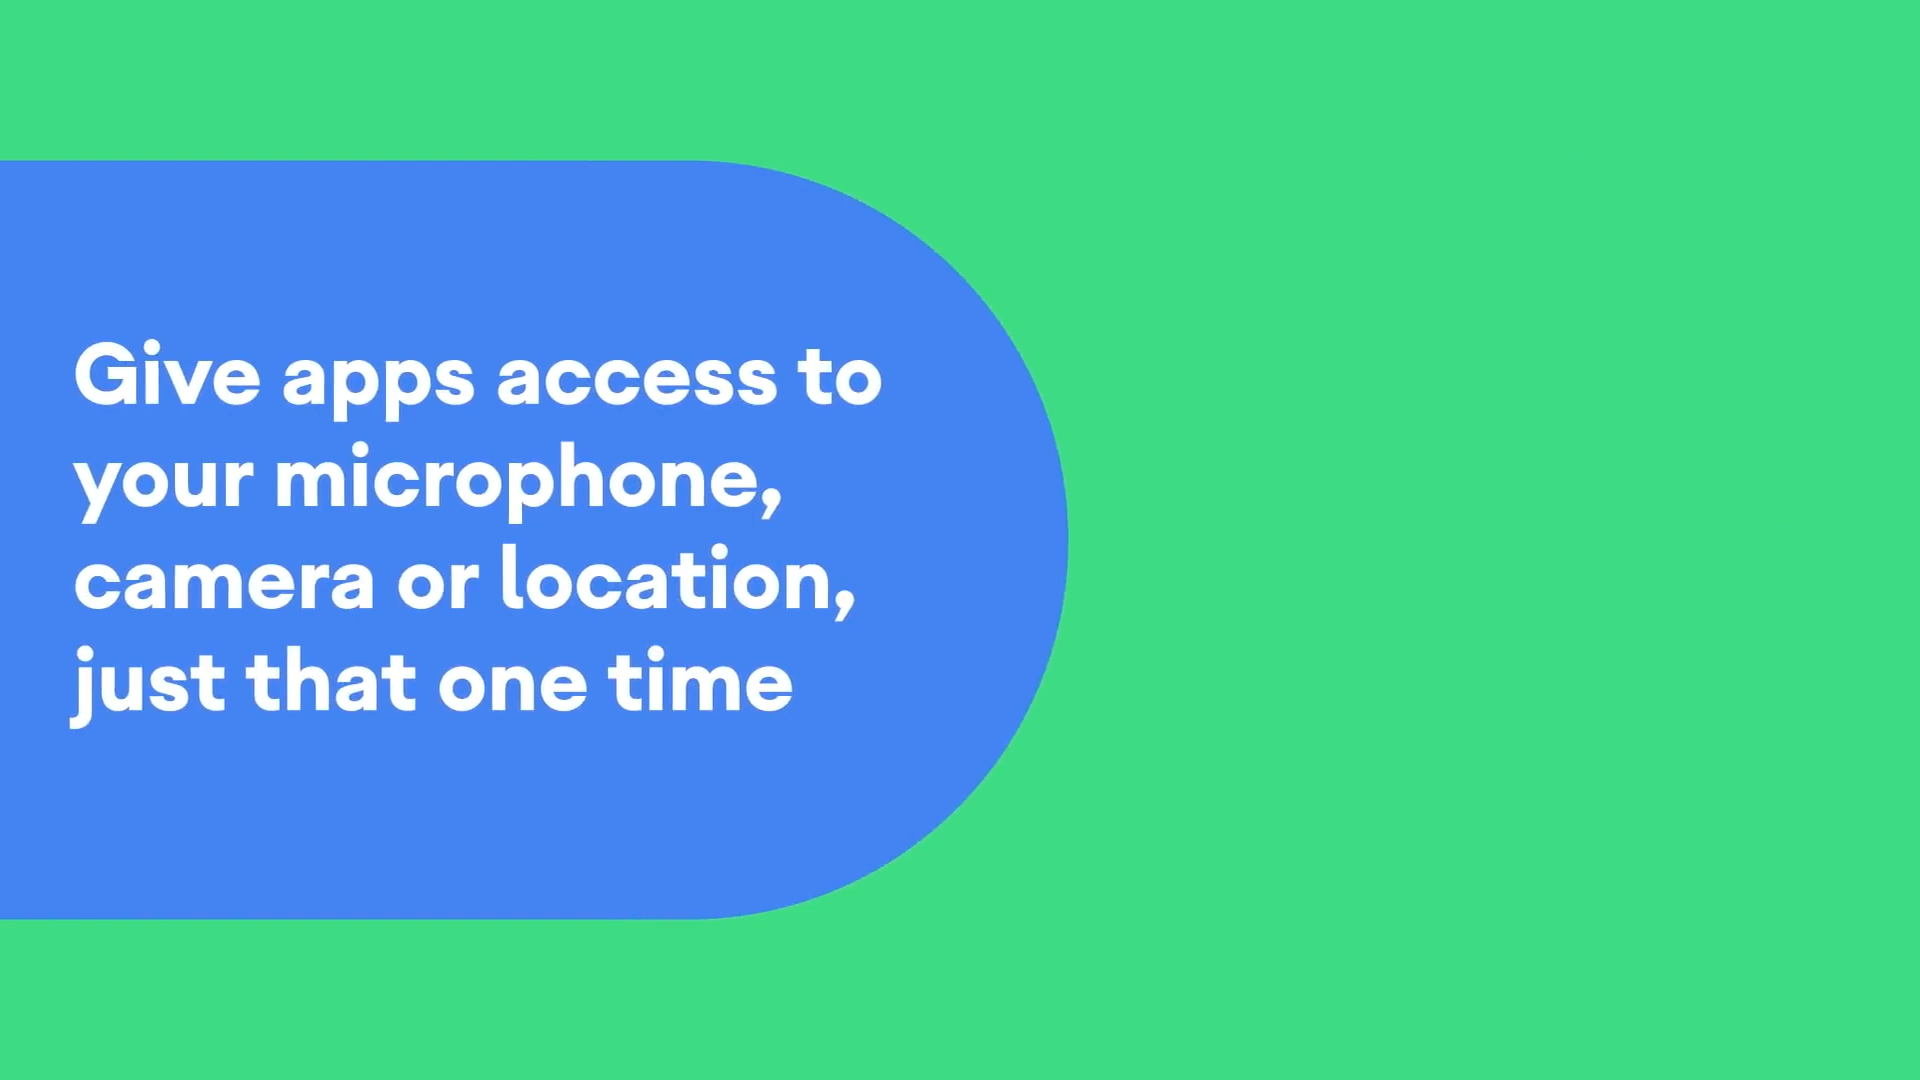 Give apps access to
your microphone,
camera or location,
just that one time